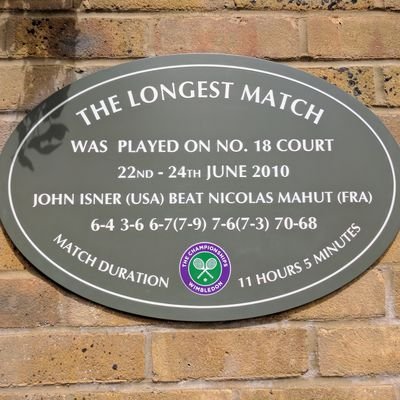 THE LONGEST MATCH
WAS PLAYED ON NO. 18 COURT
22ND - 24TH JUNE 2010
JOHN ISNER (USA) BEAT NICOLAS MAHUT (FRA)
6-4 3-6 6-7(7-9) 7-6(7-3) 70-68
MATCH DURATION 11 HOURS 5 MINUTES
THE CHAMPIONSHIPS
WIMBLEDON